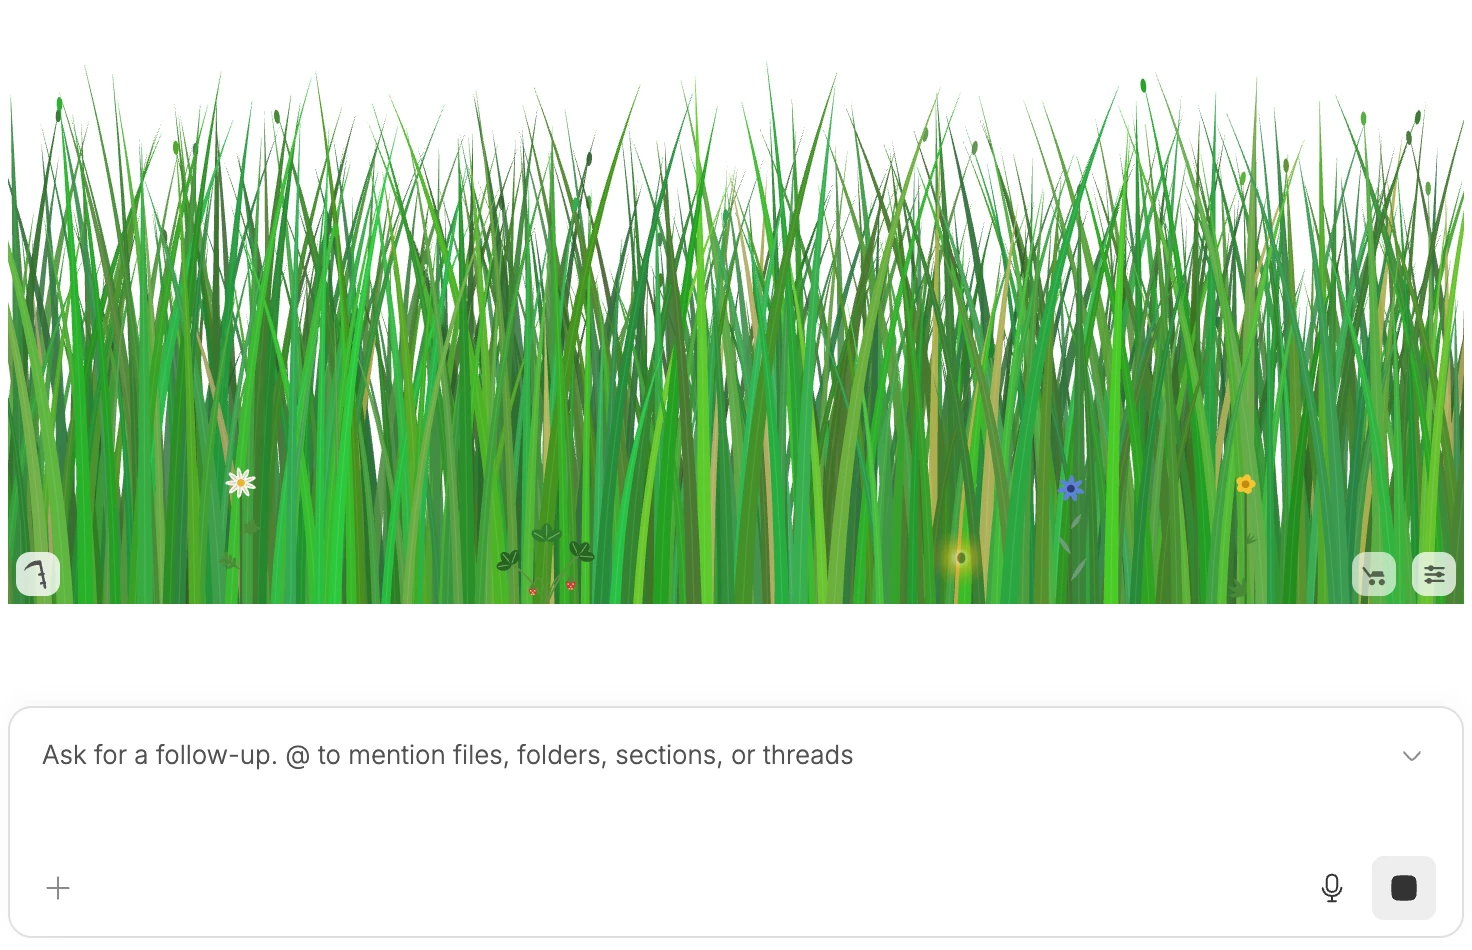 Ask for a follow-up. @ to mention files, folders, sections, or threads